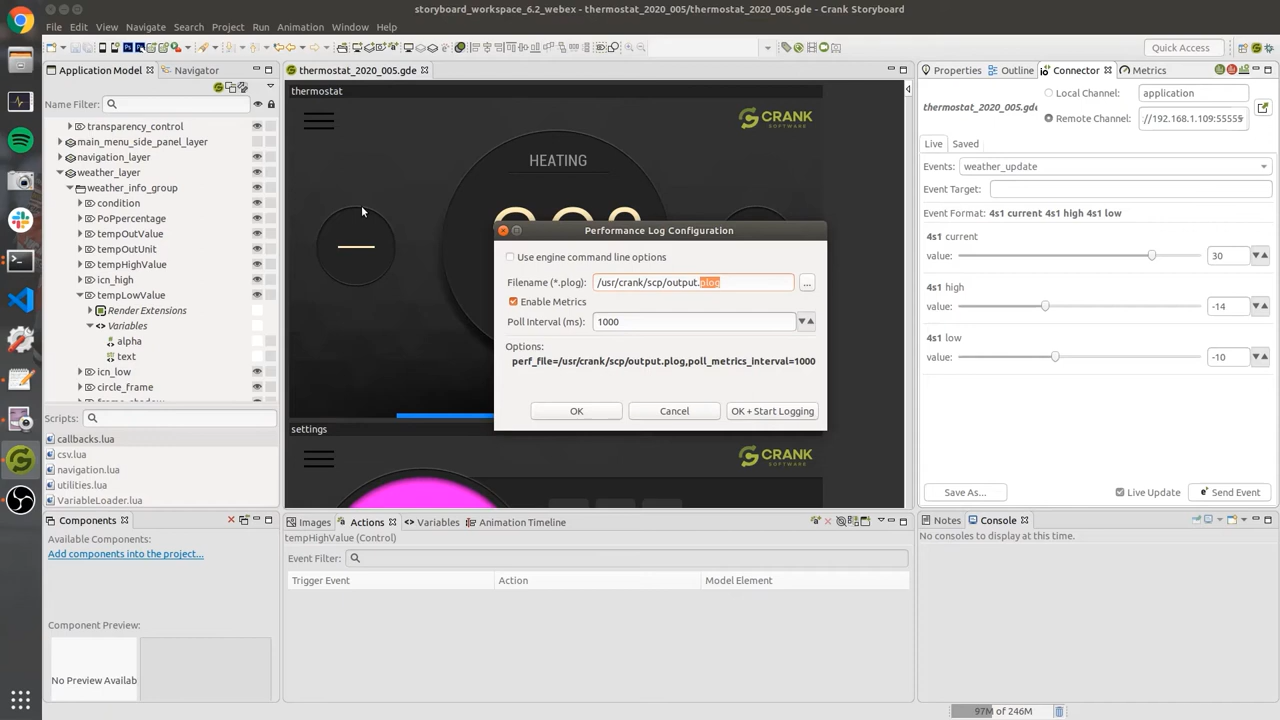 storyboard_workspace_6.2_webex - thermostat_2020_005/thermostat_2020_005.gde - Crank Storyboard
File Edit View Search Project Run Animation Window Help
Quick Access
Application Model
Navigator
Name Filter:
transparency_control
main_menu_side_panel_layer
navigation_layer
weather_layer
weather_info_group
condition
PoPpercentage
tempOutValue
tempOutUnit
tempHighValue
icn_high
tempLowValue
Render Extensions
Variables
alpha
text
icn_low
circle_frame
frame_shadow
Scripts:
callbacks.lua
csv.lua
navigation.lua
utilities.lua
VariableLoader.lua
Components
Available Components:
Add components into the project...
Component Preview:
No Preview Availab
thermostat_2020_005.gde
thermostat
CRANK
SOFTWARE
HEATING
settings
CRANK
SOFTWARE
Performance Log Configuration
Use engine command line options
Filename (*.plog): /usr/crank/scp/output.plog
...
Enable Metrics
Poll Interval (ms): 1000
Options:
perf_file=/usr/crank/scp/output.plog,poll_metrics_interval=1000
OK Cancel OK + Start Logging
Images Actions Variables Animation Timeline
tempHighValue (Control)
Event Filter:
Trigger Event Action Model Element
Properties Outline Connector Metrics
thermostat_2020_005.gde
Local Channel: application
Remote Channel: //192.168.1.109:55555
Live Saved
Events: weather_update
Event Target:
Event Format: 4s1 current 4s1 high 4s1 low
4s1 current
value: 30
4s1 high
value: -14
4s1 low
value: -10
Save As... Live Update Send Event
Notes Console
No consoles to display at this time.
97M of 246M